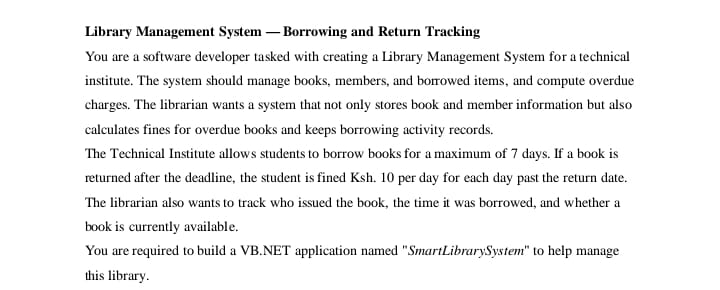 Library Management System — Borrowing and Return Tracking
You are a software developer tasked with creating a Library Management System for a technical
institute. The system should manage books, members, and borrowed items, and compute overdue
charges. The librarian wants a system that not only stores book and member information but also
calculates fines for overdue books and keeps borrowing activity records.
The Technical Institute allows students to borrow books for a maximum of 7 days. If a book is
returned after the deadline, the student is fined Ksh. 10 per day for each day past the return date.
The librarian also wants to track who issued the book, the time it was borrowed, and whether a
book is currently available.
You are required to build a VB.NET application named "SmartLibrarySystem" to help manage
this library.